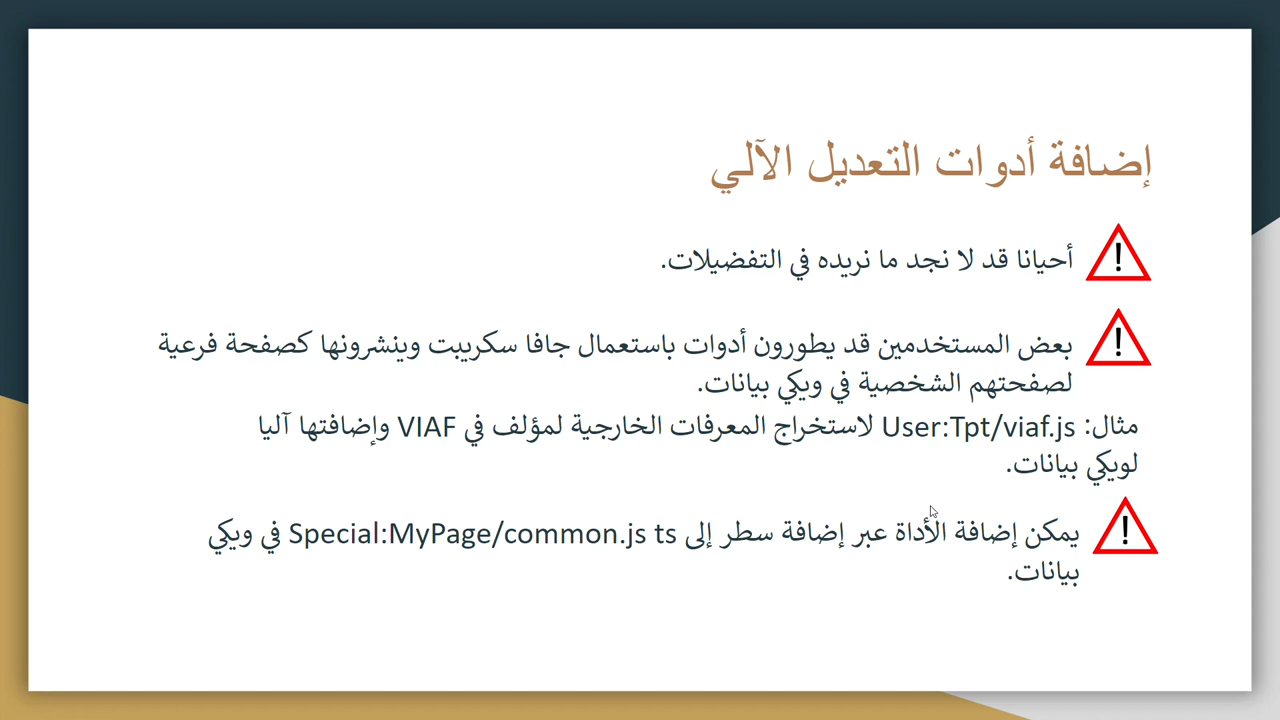 إضافة أدوات التعديل الآلي
أحيانا قد لا نجد ما نريده في التفضيلات.
بعض المستخدمين قد يطورون أدوات باستعمال جافا سكريبت وينشرونها كصفحة فرعية
لصفحتهم الشخصية في ويكي بيانات.
مثال: User:Tpt/viaf.js لاستخراج المعرفات الخارجية لمؤلف في VIAF وإضافتها آليا
لويكي بيانات.
يمكن إضافة الأداة عبر إضافة سطر إلى Special:MyPage/common.js ts في ويكي
بيانات.